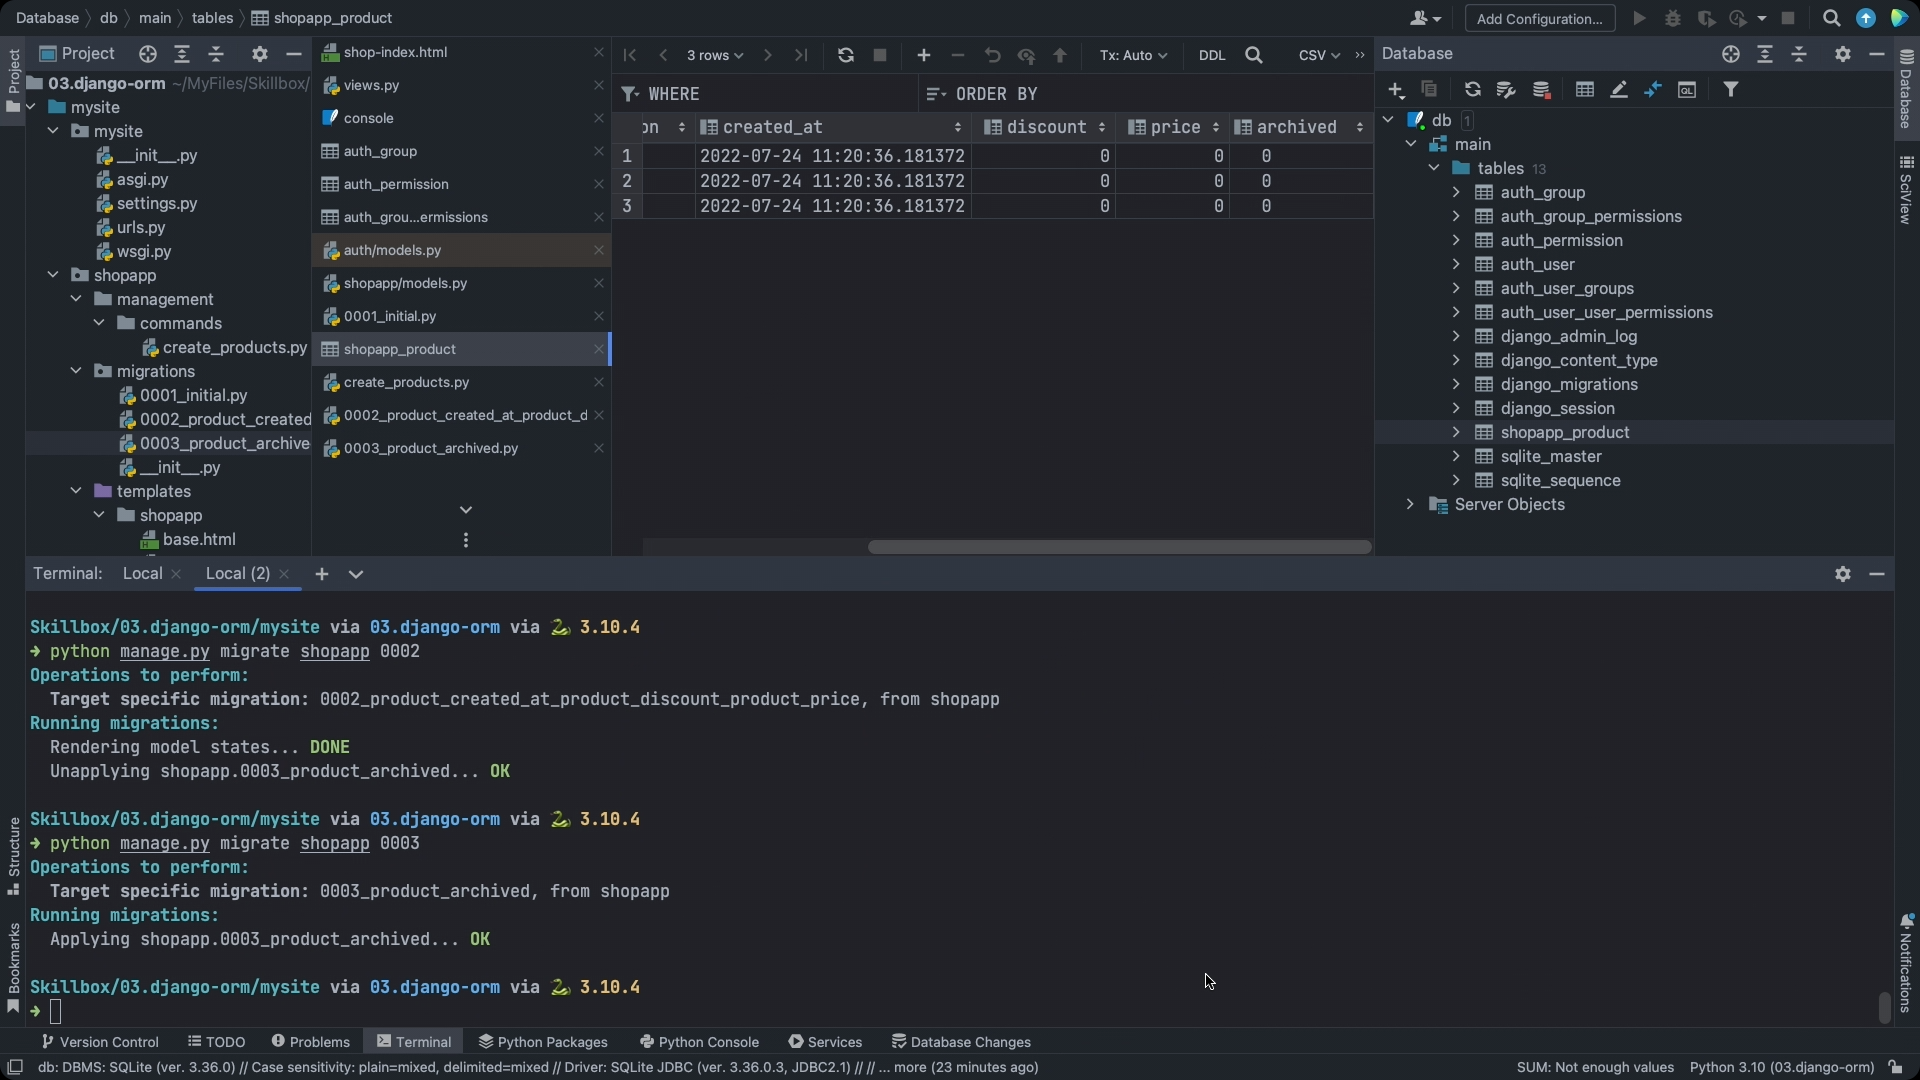 Database
db
main
tables
shopapp_product
Add Configuration...
Project
Project
03.django-orm ~/MyFiles/Skillbox/
mysite
mysite
__init__.py
asgi.py
settings.py
urls.py
wsgi.py
shopapp
management
commands
create_products.py
migrations
0001_initial.py
0002_product_created
0003_product_archive
__init__.py
templates
shopapp
base.html
shop-index.html
views.py
console
auth_group
auth_permission
auth_grou...ermissions
auth/models.py
shopapp/models.py
0001_initial.py
shopapp_product
create_products.py
0002_product_created_at_product_d
0003_product_archived.py
3 rows
Tx: Auto
DDL
CSV
WHERE
ORDER BY
on created_at discount price archived
1 2022-07-24 11:20:36.181372 0 0 0
2 2022-07-24 11:20:36.181372 0 0 0
3 2022-07-24 11:20:36.181372 0 0 0
Database
QL
db 1
main
tables 13
auth_group
auth_group_permissions
auth_permission
auth_user
auth_user_groups
auth_user_user_permissions
django_admin_log
django_content_type
django_migrations
django_session
shopapp_product
sqlite_master
sqlite_sequence
Server Objects
Database
SciView
Notifications
Structure
Bookmarks
Terminal: Local Local (2)
Skillbox/03.django-orm/mysite via 03.django-orm via 🐍 3.10.4
➜ python manage.py migrate shopapp 0002
Operations to perform:
Target specific migration: 0002_product_created_at_product_discount_product_price, from shopapp
Running migrations:
Rendering model states... DONE
Unapplying shopapp.0003_product_archived... OK
Skillbox/03.django-orm/mysite via 03.django-orm via 🐍 3.10.4
➜ python manage.py migrate shopapp 0003
Operations to perform:
Target specific migration: 0003_product_archived, from shopapp
Running migrations:
Applying shopapp.0003_product_archived... OK
Skillbox/03.django-orm/mysite via 03.django-orm via 🐍 3.10.4
➜
Version Control TODO Problems Terminal Python Packages Python Console Services Database Changes
db: DBMS: SQLite (ver. 3.36.0) // Case sensitivity: plain=mixed, delimited=mixed // Driver: SQLite JDBC (ver. 3.36.0.3, JDBC2.1) // // ... more (23 minutes ago)
SUM: Not enough values Python 3.10 (03.django-orm)